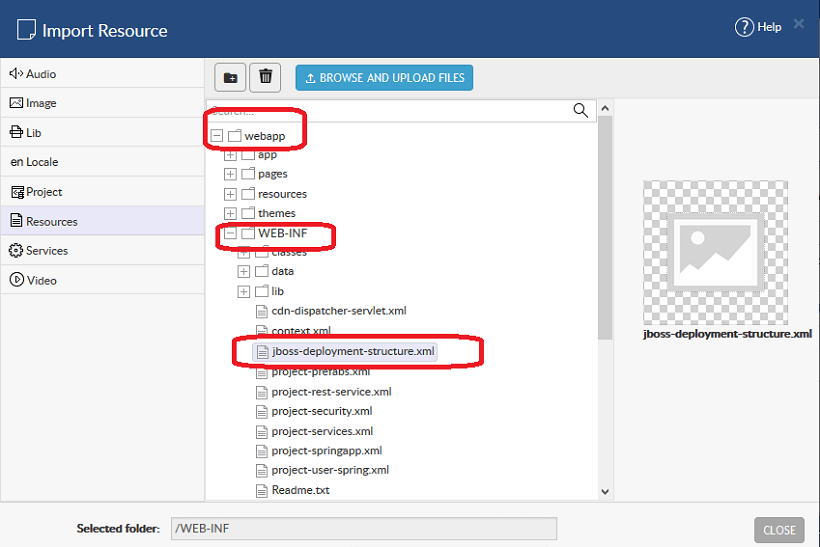 Import Resource
Help
Audio
Image
Lib
en Locale
Project
Resources
Services
Video
BROWSE AND UPLOAD FILES
Search...
webapp
app
pages
resources
themes
WEB-INF
classes
data
lib
cdn-dispatcher-servlet.xml
context.xml
jboss-deployment-structure.xml
project-prefabs.xml
project-rest-service.xml
project-security.xml
project-services.xml
project-springapp.xml
project-user-spring.xml
Readme.txt
jboss-deployment-structure.xml
Selected folder: /WEB-INF
CLOSE